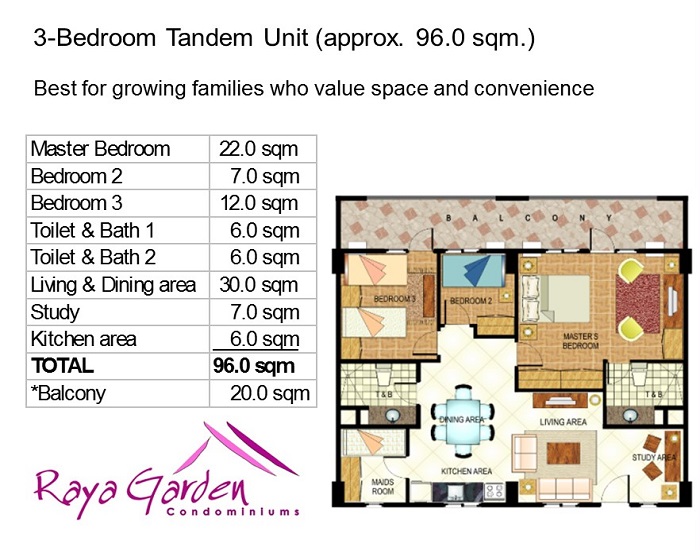 3-Bedroom Tandem Unit (approx. 96.0 sqm.)
Best for growing families who value space and convenience
Master Bedroom 22.0 sqm
Bedroom 2 7.0 sqm
Bedroom 3 12.0 sqm
Toilet & Bath 1 6.0 sqm
Toilet & Bath 2 6.0 sqm
Living & Dining area 30.0 sqm
Study 7.0 sqm
Kitchen area 6.0 sqm
TOTAL 96.0 sqm
*Balcony 20.0 sqm
Raya Garden
Condominiums
BALCONY
BEDROOM 3
BEDROOM 2
MASTER'S
BEDROOM
T & B
T & B
DINING AREA
LIVING AREA
STUDY AREA
KITCHEN AREA
MAIDS
ROOM